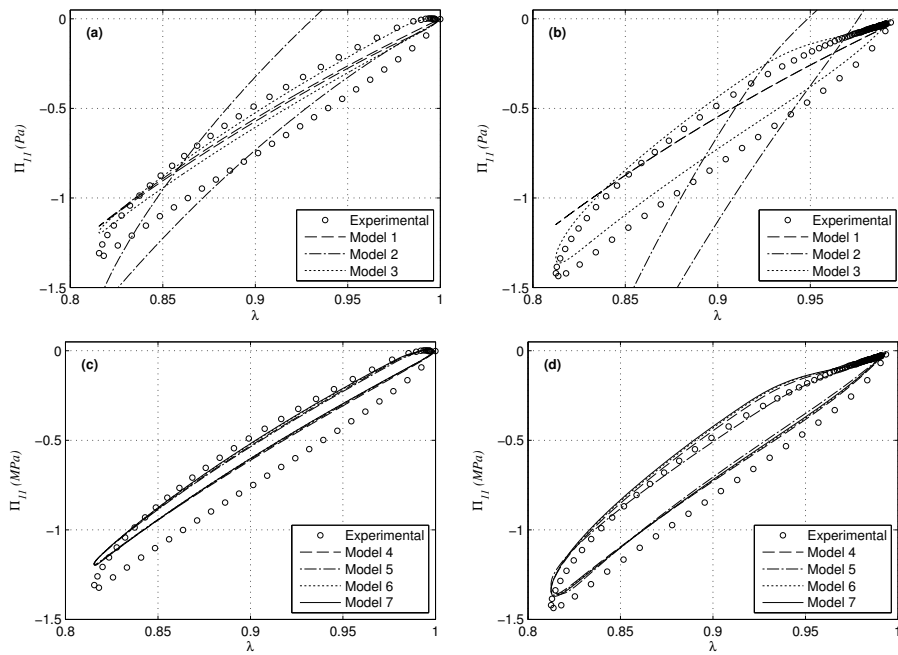 (a)
0
−0.5
−1
−1.5
Π11 (Pa)
0.8
0.85
0.9
0.95
1
λ
Experimental
Model 1
Model 2
Model 3
(b)
0
−0.5
−1
−1.5
Π11 (Pa)
0.8
0.85
0.9
0.95
λ
Experimental
Model 1
Model 2
Model 3
(c)
0
−0.5
−1
−1.5
Π11 (MPa)
0.8
0.85
0.9
0.95
1
λ
Experimental
Model 4
Model 5
Model 6
Model 7
(d)
0
−0.5
−1
−1.5
Π11 (MPa)
0.8
0.85
0.9
0.95
1
λ
Experimental
Model 4
Model 5
Model 6
Model 7